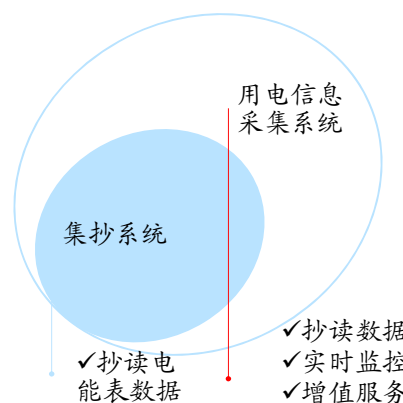 用电信息
采集系统
集抄系统
✓抄读电
能表数据
✓抄读数据
✓实时监控
✓增值服务